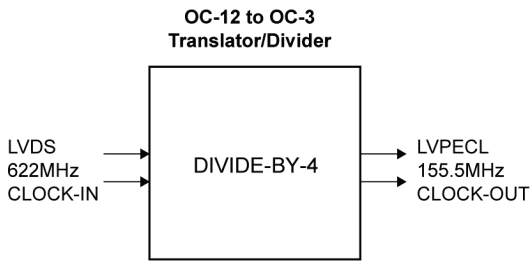 OC-12 to OC-3
Translator/Divider
LVDS
622MHz
CLOCK-IN
DIVIDE-BY-4
LVPECL
155.5MHz
CLOCK-OUT